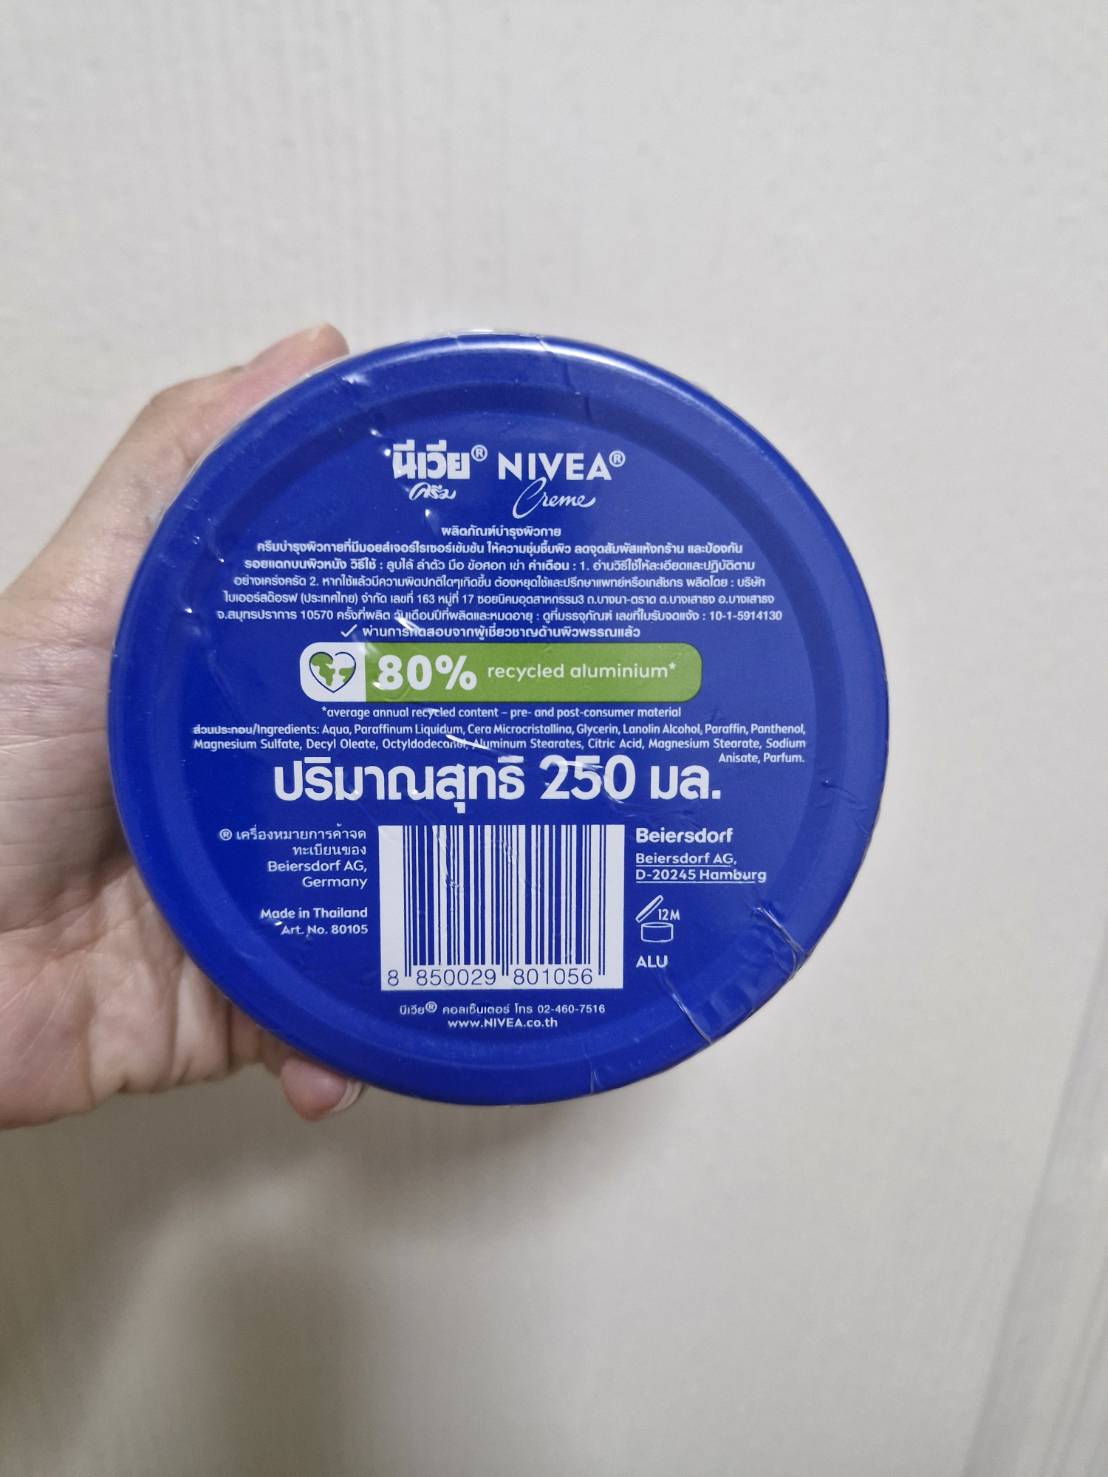 นีเวีย® NIVEA®
ครีม Creme
ผลิตภัณฑ์บำรุงผิวกาย
ครีมบำรุงผิวกายที่มีมอยส์เจอร์ไรเซอร์เข้มข้น ให้ความชุ่มชื้นผิว ลดจุดสัมผัสแห้งกร้าน และป้องกัน
รอยแตกบนผิวหนัง วิธีใช้ : ลูบไล้ ลำตัว มือ ข้อศอก เข่า คำเตือน : 1. อ่านวิธีใช้ให้ละเอียดและปฏิบัติตาม
อย่างเคร่งครัด 2. หากใช้แล้วมีความผิดปกติใดๆเกิดขึ้น ต้องหยุดใช้และปรึกษาแพทย์หรือเภสัชกร ผลิตโดย : บริษัท
ไบเออร์สด๊อรฟ (ประเทศไทย) จำกัด เลขที่ 163 หมู่ที่ 17 ซอยนิคมอุตสาหกรรม3 ถ.บางนา-ตราด ต.บางเสาธง อ.บางเสาธง
จ.สมุทรปราการ 10570 ครั้งที่ผลิต วันเดือนปีที่ผลิตและหมดอายุ : ดูที่บรรจุภัณฑ์ เลขที่ใบรับจดแจ้ง : 10-1-5914130
✓ ผ่านการทดสอบจากผู้เชี่ยวชาญด้านผิวพรรณแล้ว
80% recycled aluminium*
*average annual recycled content – pre- and post-consumer material
ส่วนประกอบ/Ingredients: Aqua, Paraffinum Liquidum, Cera Microcristallina, Glycerin, Lanolin Alcohol, Paraffin, Panthenol,
Magnesium Sulfate, Decyl Oleate, Octyldodecanol, Aluminum Stearates, Citric Acid, Magnesium Stearate, Sodium
Anisate, Parfum.
ปริมาณสุทธิ 250 มล.
® เครื่องหมายการค้าจด
ทะเบียนของ
Beiersdorf AG,
Germany
Made in Thailand
Art. No. 80105
8 850029 801056
Beiersdorf
Beiersdorf AG,
D-20245 Hamburg
12M
ALU
นีเวีย® คอลเซ็นเตอร์ โทร 02-460-7516
www.NIVEA.co.th